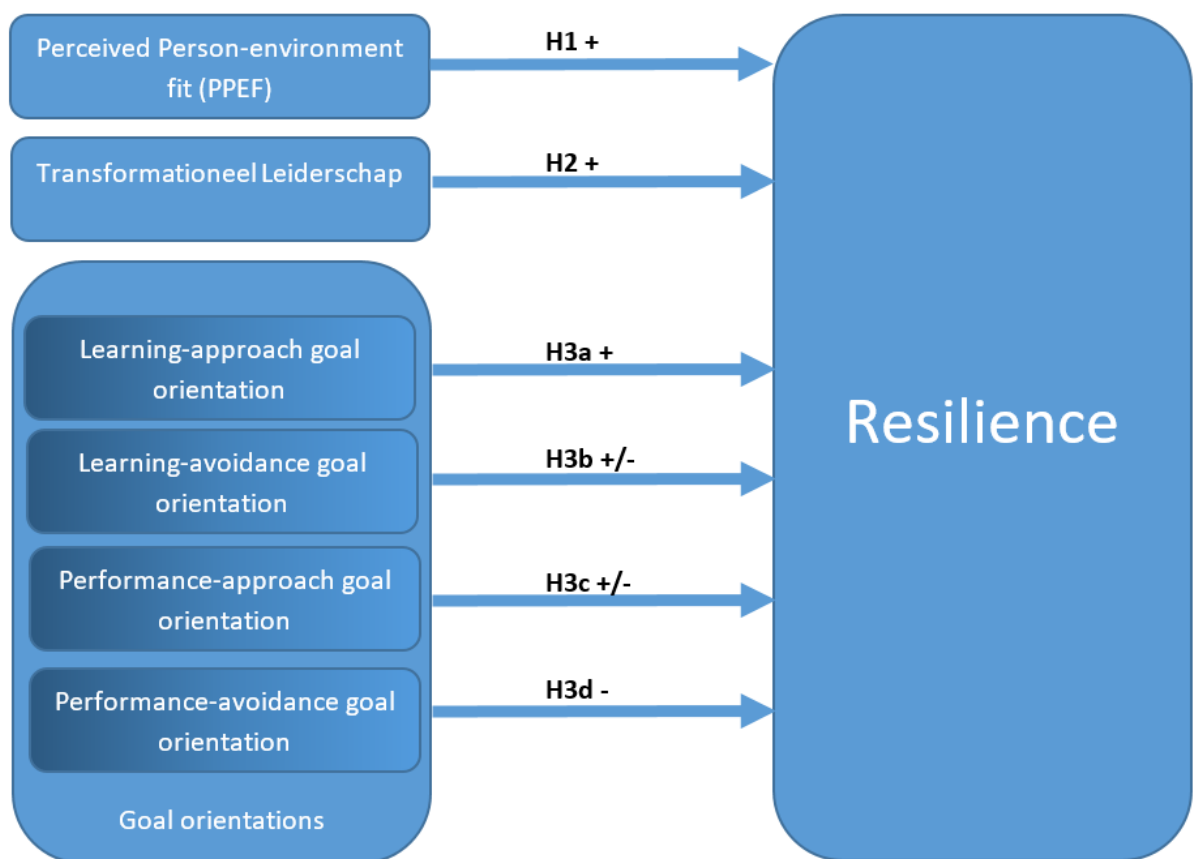 Perceived Person-environment
fit (PPEF)
H1 +
Transformationeel Leiderschap
H2 +
Learning-approach goal
orientation
H3a +
Learning-avoidance goal
orientation
H3b +/-
Performance-approach goal
orientation
H3c +/-
Performance-avoidance goal
orientation
H3d -
Goal orientations
Resilience